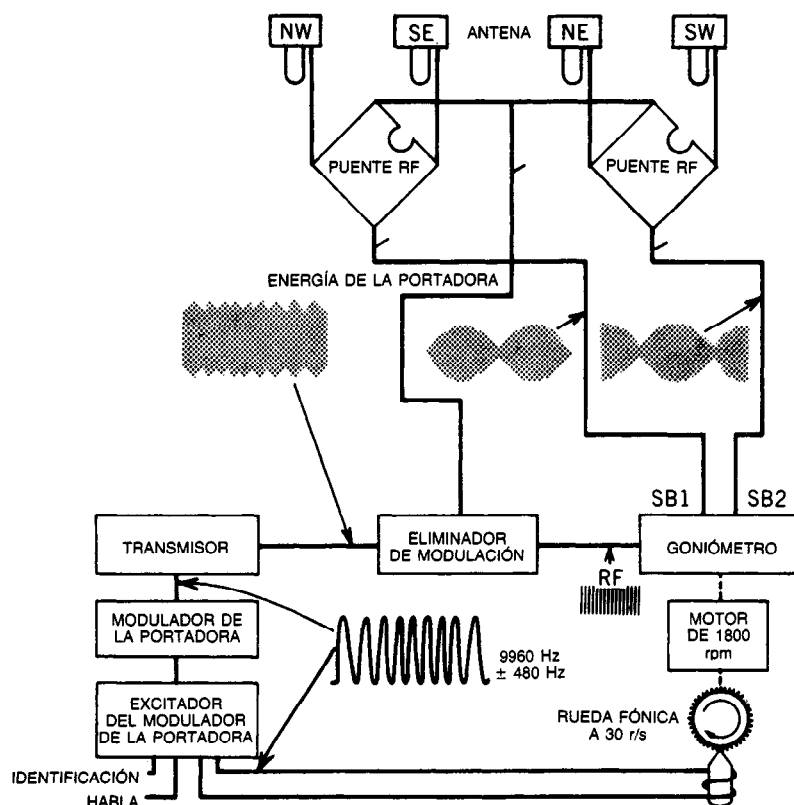 NW
SE
ANTENA
NE
SW
PUENTE RF
PUENTE RF
ENERGÍA DE LA PORTADORA
SB1
SB2
TRANSMISOR
ELIMINADOR
DE MODULACIÓN
GONIÓMETRO
RF
MODULADOR DE
LA PORTADORA
MOTOR
DE 1800
rpm
9960 Hz
± 480 Hz
EXCITADOR
DEL MODULADOR
DE LA PORTADORA
RUEDA FÓNICA
A 30 r/s
IDENTIFICACIÓN
HABLA